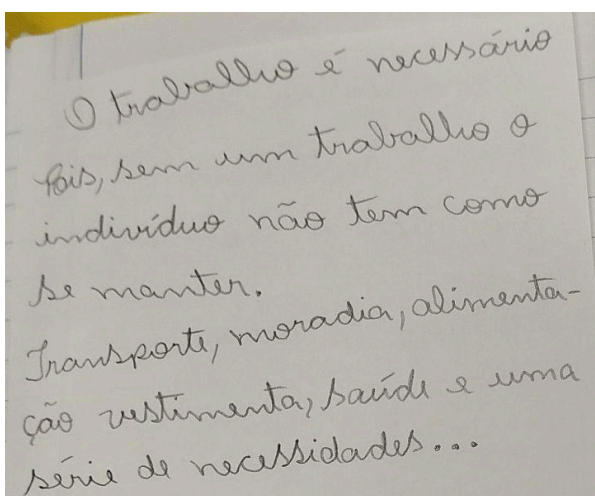 O trabalho é necessário
pois, sem um trabalho o
indivíduo não tem como
se manter.
Transporte, moradia, alimenta-
ção vestimenta, saúde e uma
série de necessidades...